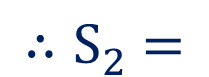 ∴ S₂ =